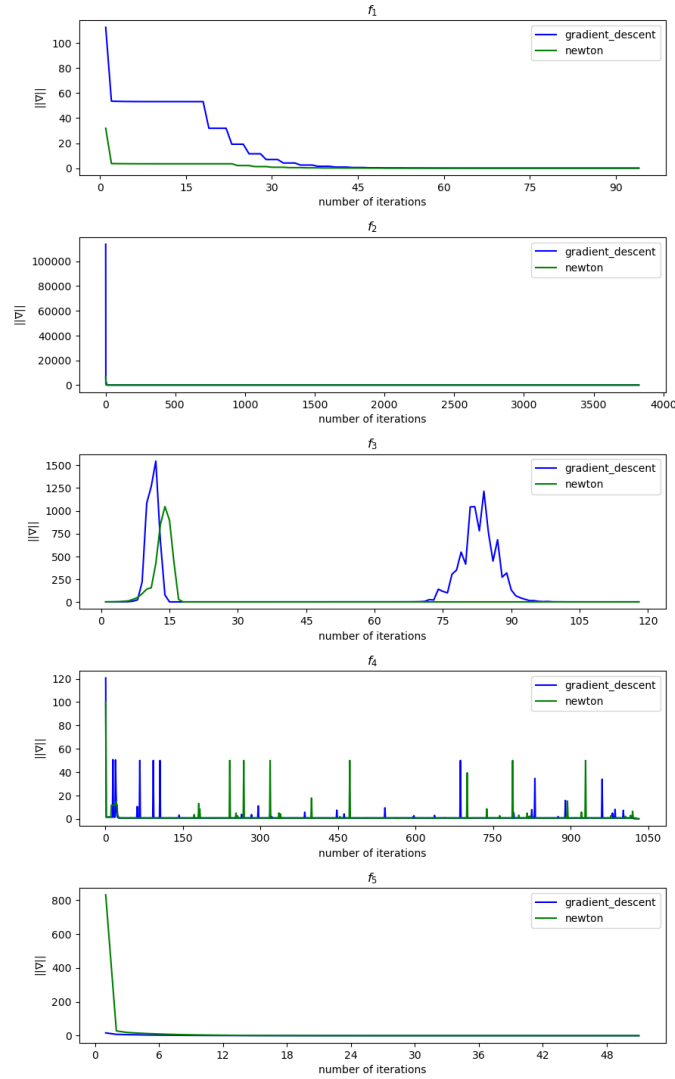 f₁
||∇||
120
100
80
60
40
20
0
gradient_descent
newton
0 15 30 45 60 75 90
number of iterations
f₂
||∇||
100000
80000
60000
40000
20000
0
gradient_descent
newton
0 500 1000 1500 2000 2500 3000 3500 4000
number of iterations
f₃
||∇||
1500
1250
1000
750
500
250
0
gradient_descent
newton
0 15 30 45 60 75 90 105 120
number of iterations
f₄
||∇||
120
100
80
60
40
20
0
gradient_descent
newton
0 150 300 450 600 750 900 1050
number of iterations
f₅
||∇||
800
600
400
200
0
gradient_descent
newton
0 6 12 18 24 30 36 42 48
number of iterations